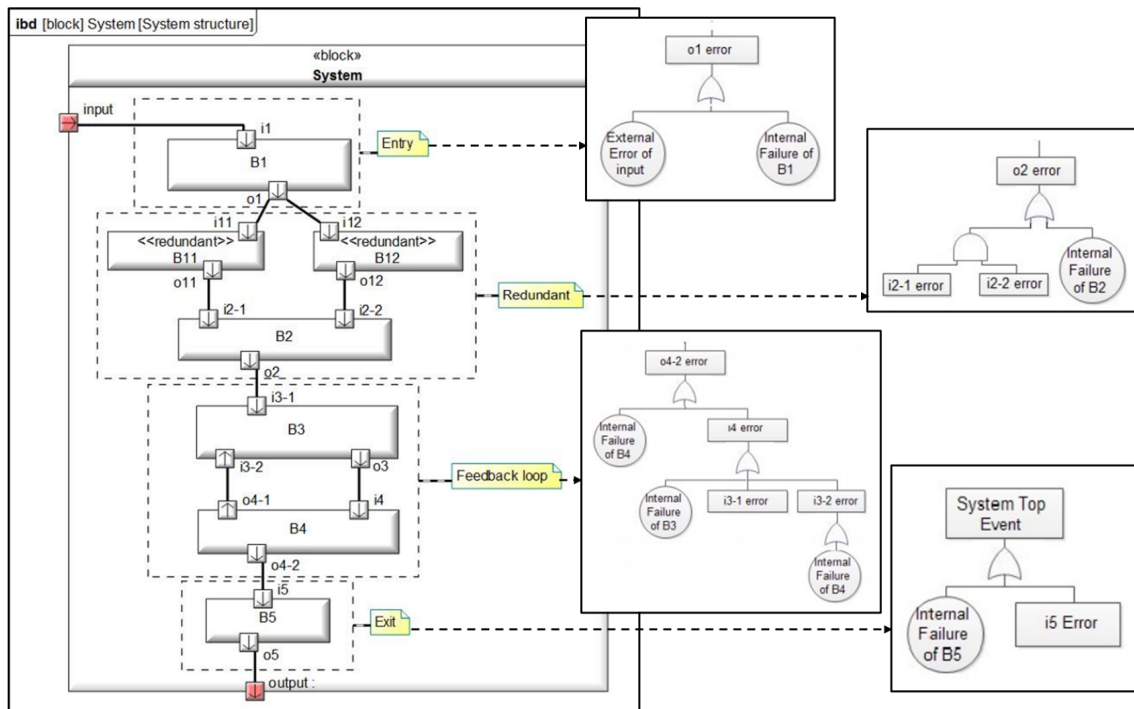 ibd [block] System [System structure]
«block»
System
input
i1
B1
o1
Entry
i11
i12
<<redundant>>
B11
<<redundant>>
B12
o11
o12
i2-1
i2-2
B2
o2
Redundant
i3-1
B3
i3-2
o3
o4-1
i4
B4
o4-2
Feedback loop
i5
B5
o5
Exit
output :
o1 error
External
Error of
input
Internal
Failure of
B1
o2 error
i2-1 error
i2-2 error
Internal
Failure
of B2
o4-2 error
Internal
Failure
of B4
i4 error
Internal
Failure
of B3
i3-1 error
i3-2 error
Internal
Failure
of B4
System Top
Event
Internal
Failure
of B5
i5 Error